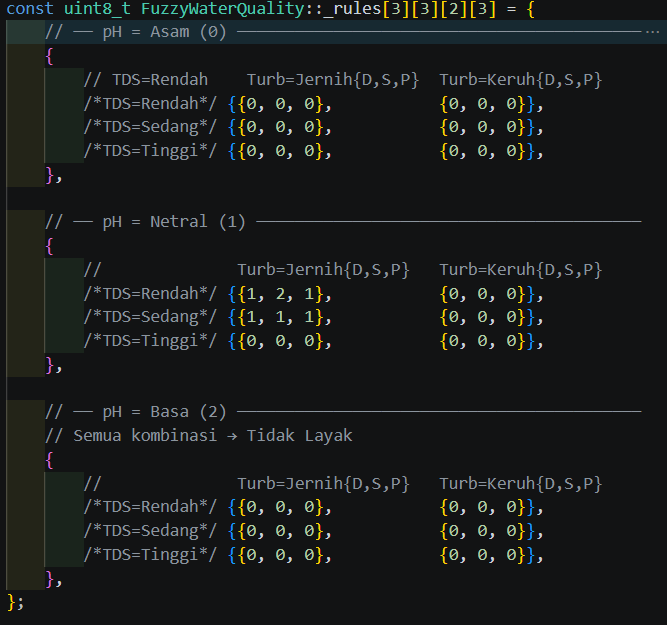 const uint8_t FuzzyWaterQuality::_rules[3][3][2][3] = {
    // ── pH = Asam (0) ───────────────────────────────────────────
    {
        // TDS=Rendah    Turb=Jernih{D,S,P}  Turb=Keruh{D,S,P}
        /*TDS=Rendah*/ {{0, 0, 0},           {0, 0, 0}},
        /*TDS=Sedang*/ {{0, 0, 0},           {0, 0, 0}},
        /*TDS=Tinggi*/ {{0, 0, 0},           {0, 0, 0}},
    },
    // ── pH = Netral (1) ────────────────────────────────────────
    {
        //              Turb=Jernih{D,S,P}   Turb=Keruh{D,S,P}
        /*TDS=Rendah*/ {{1, 2, 1},           {0, 0, 0}},
        /*TDS=Sedang*/ {{1, 1, 1},           {0, 0, 0}},
        /*TDS=Tinggi*/ {{0, 0, 0},           {0, 0, 0}},
    },
    // ── pH = Basa (2) ──────────────────────────────────────────
    // Semua kombinasi → Tidak Layak
    {
        //              Turb=Jernih{D,S,P}   Turb=Keruh{D,S,P}
        /*TDS=Rendah*/ {{0, 0, 0},           {0, 0, 0}},
        /*TDS=Sedang*/ {{0, 0, 0},           {0, 0, 0}},
        /*TDS=Tinggi*/ {{0, 0, 0},           {0, 0, 0}},
    },
};